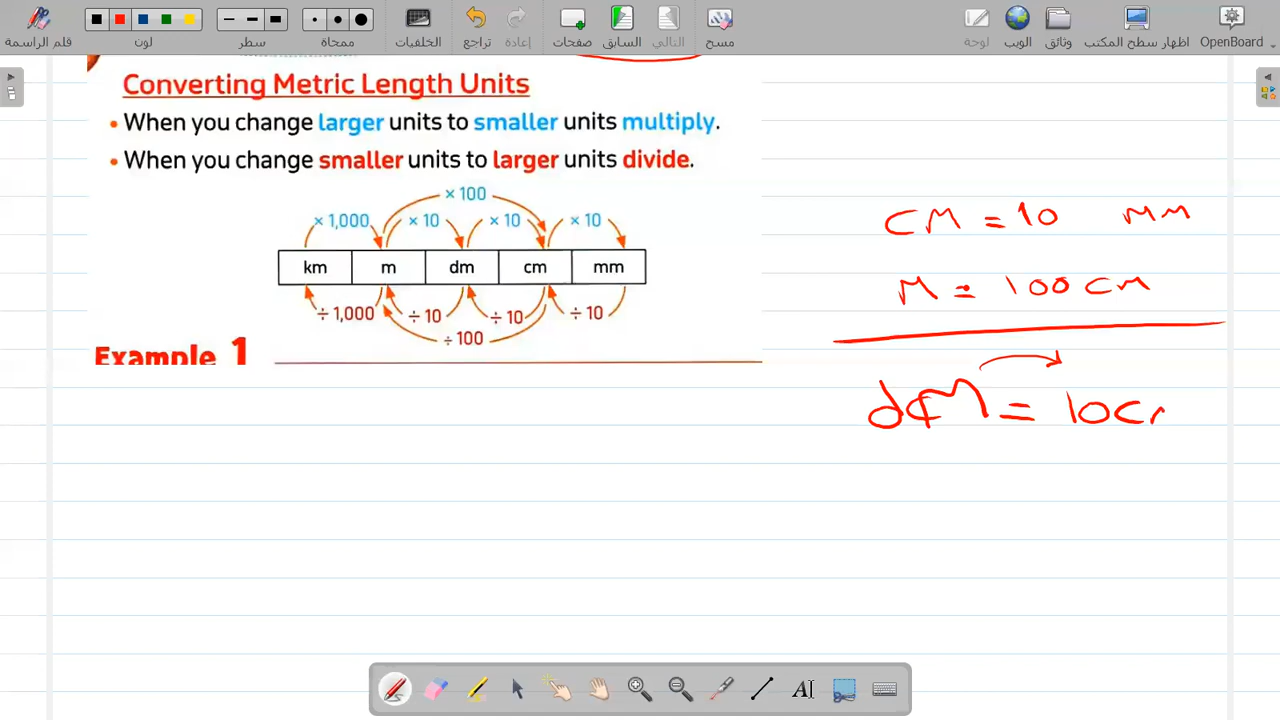 قلم الراسمة
لون
سطر
ممحاة
الخلفيات
تراجع
إعادة
صفحات
السابق
التالي
مسح
لوحة
الويب
وثائق
اظهار سطح المكتب
OpenBoard
Converting Metric Length Units
• When you change larger units to smaller units multiply.
• When you change smaller units to larger units divide.
× 100
× 1,000 × 10 × 10 × 10
km m dm cm mm
÷ 1,000 ÷ 10 ÷ 10 ÷ 10
÷ 100
Example 1
CM = 10 MM
M = 100 CM
= 10 c